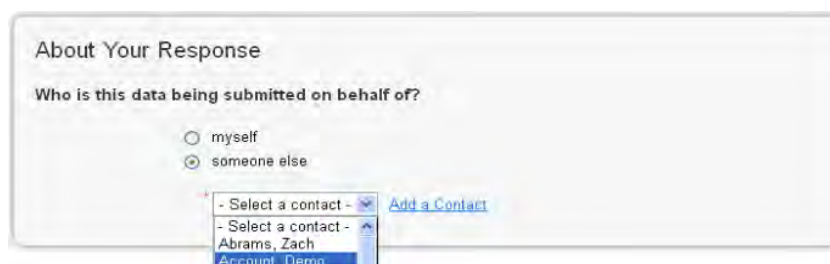 About Your Response
Who is this data being submitted on behalf of?
myself
someone else
* - Select a contact - Add a Contact
- Select a contact -
Abrams, Zach
Account, Demo